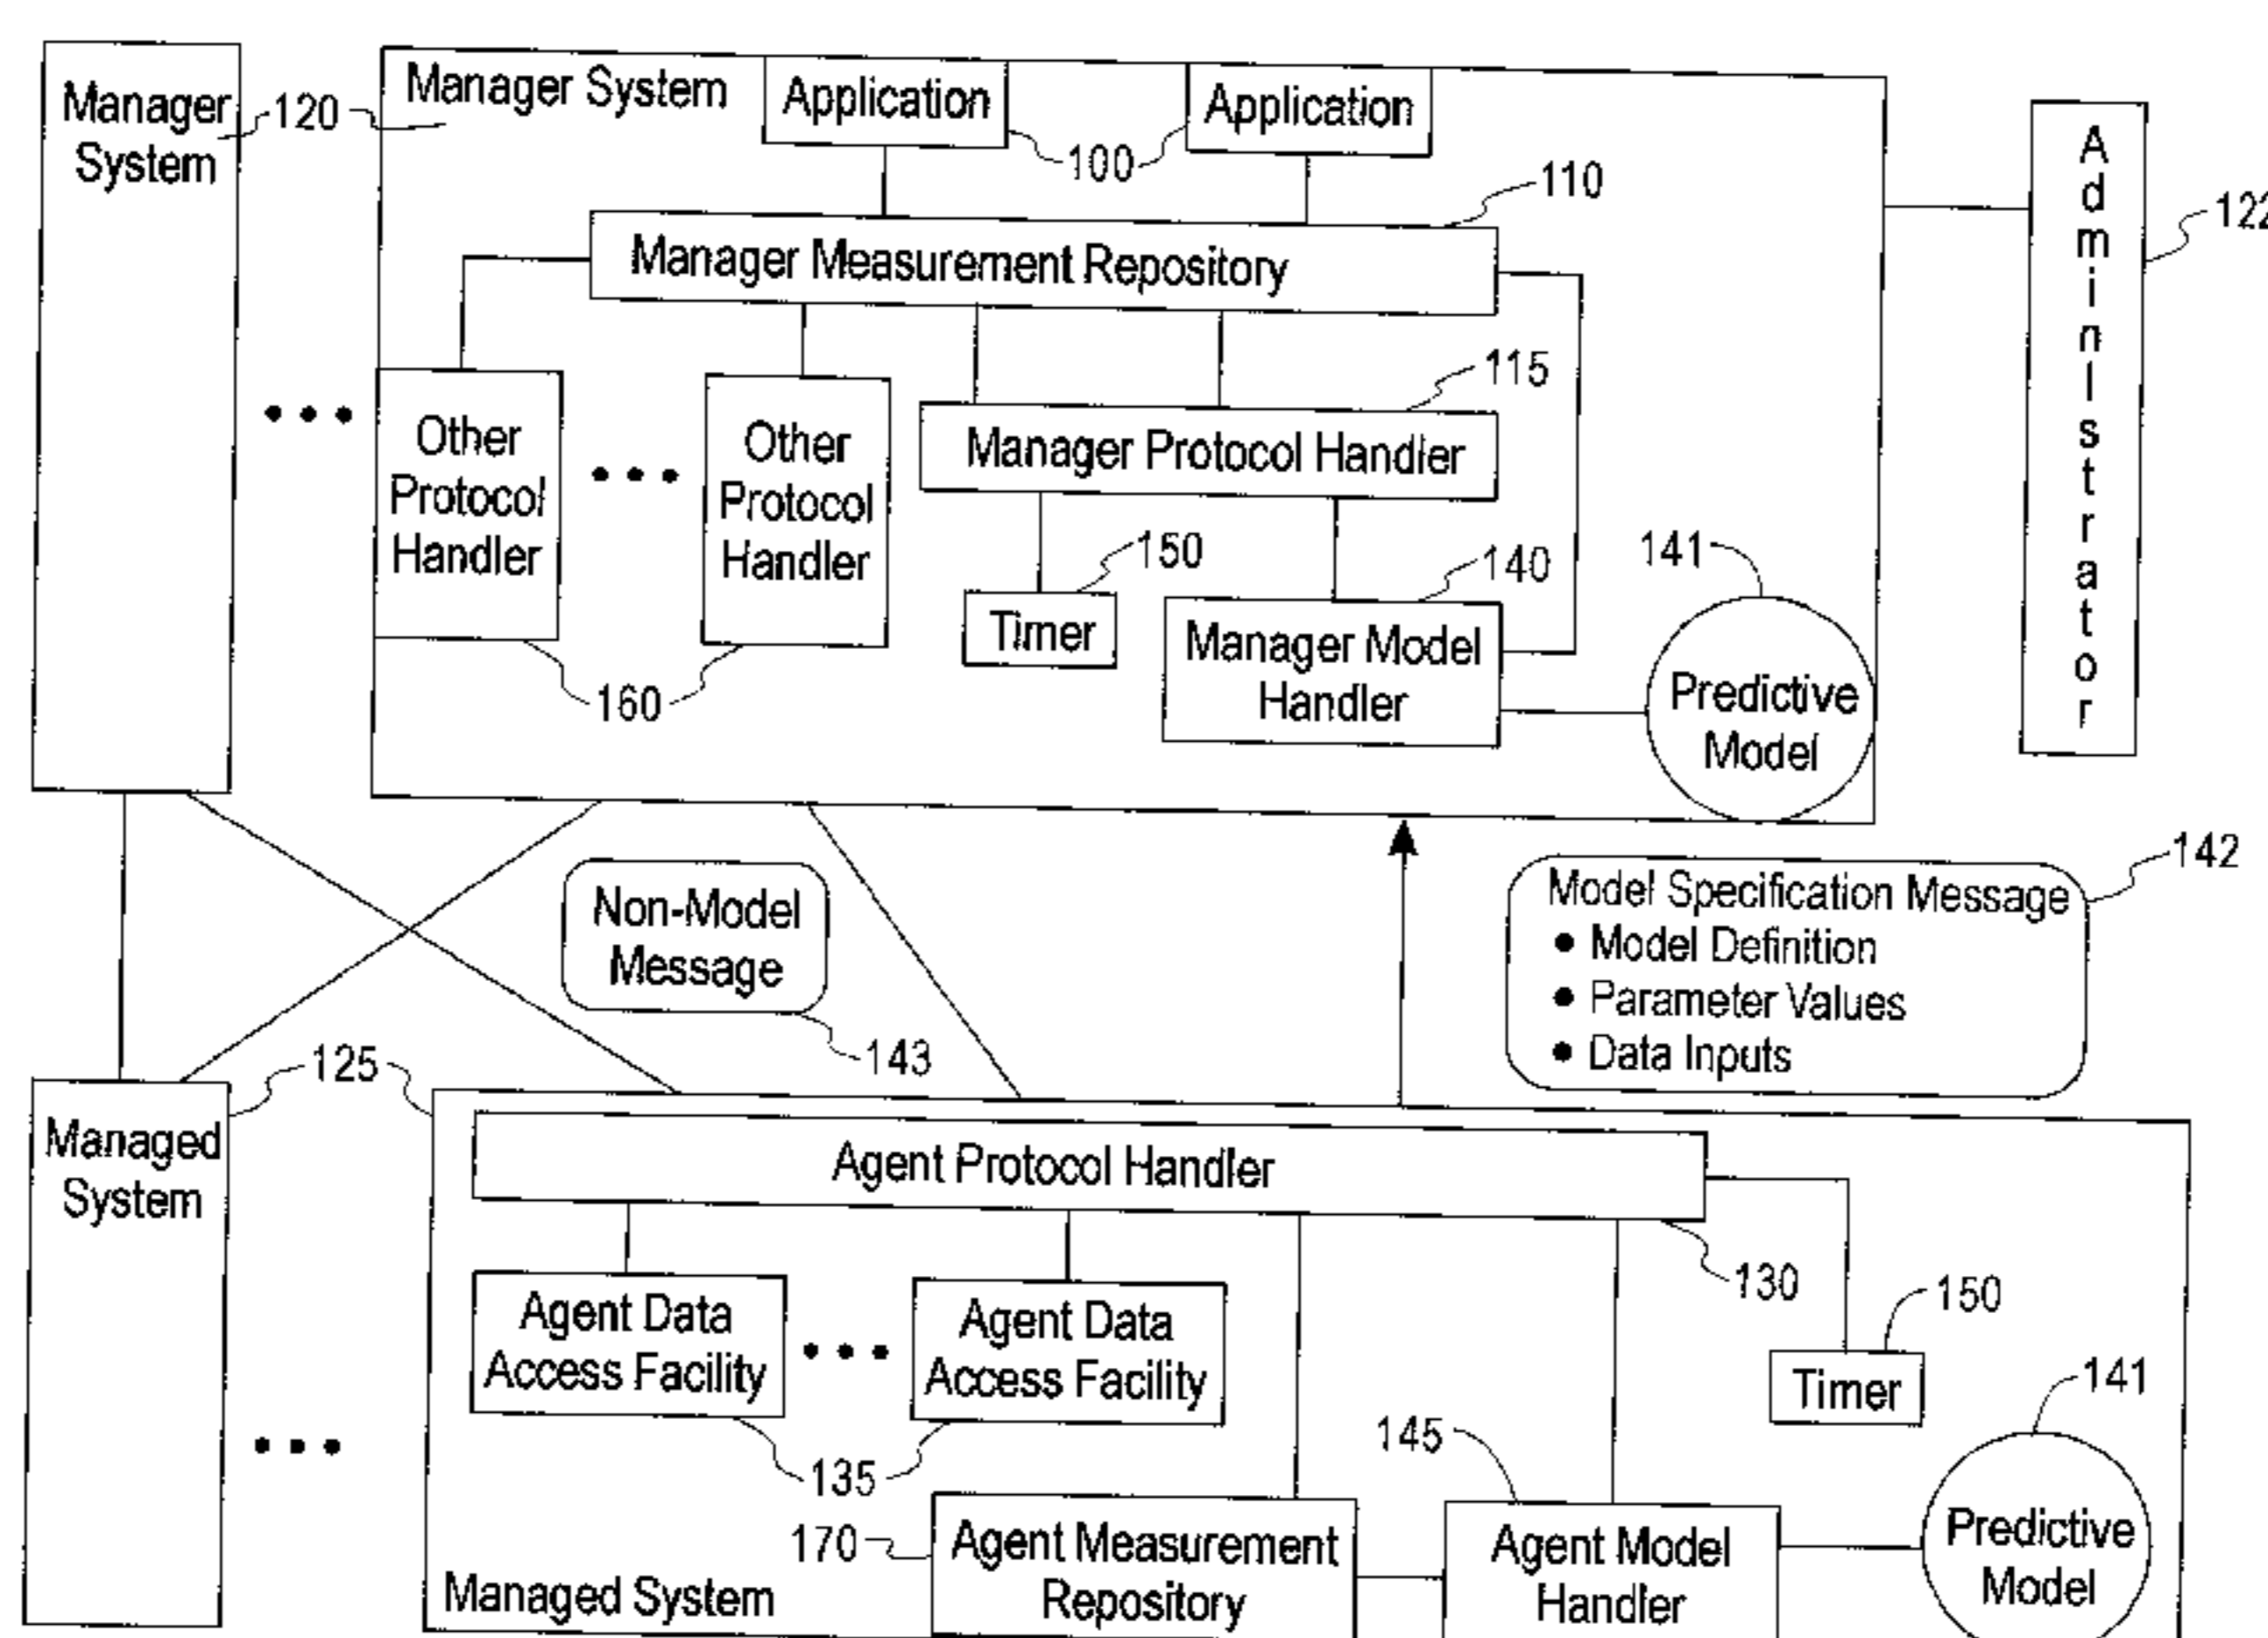 Manager
System
120
Manager System
Application
100
Application
110
Manager Measurement Repository
A
d
m
i
n
I
s
t
r
a
t
o
r
122
Other
Protocol
Handler
Other
Protocol
Handler
160
115
Manager Protocol Handler
150
Timer
140
Manager Model
Handler
141
Predictive
Model
Non-Model
Message
143
142
Model Specification Message
• Model Definition
• Parameter Values
• Data Inputs
Managed
System
125
Agent Protocol Handler
130
Agent Data
Access Facility
Agent Data
Access Facility
135
150
Timer
141
Predictive
Model
145
Agent Model
Handler
170
Agent Measurement
Repository
Managed System